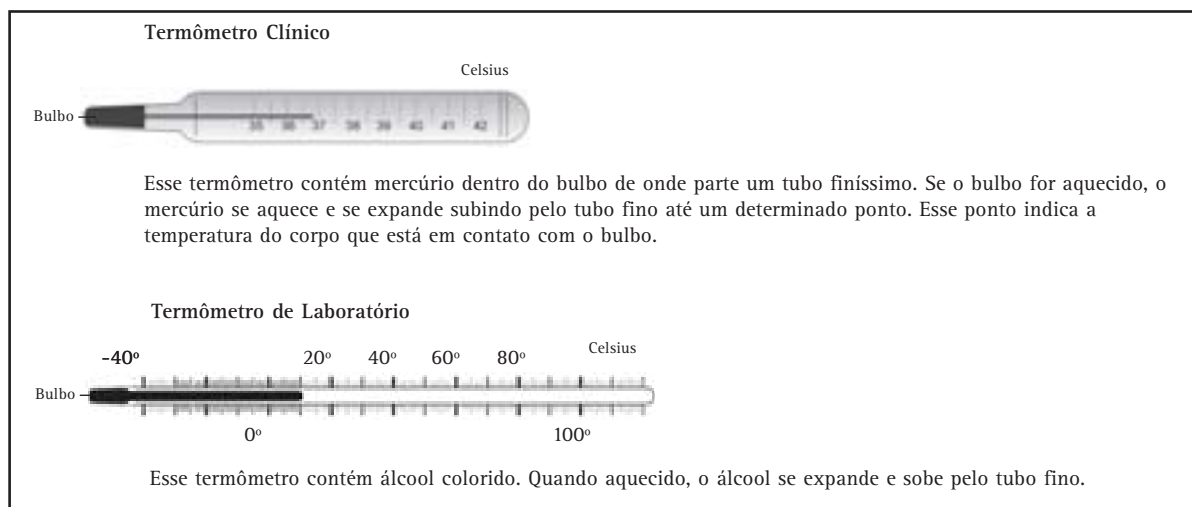 Termômetro Clínico
Celsius
Bulbo
35 36 37 38 39 40 41 42
Esse termômetro contém mercúrio dentro do bulbo de onde parte um tubo finíssimo. Se o bulbo for aquecido, o
mercúrio se aquece e se expande subindo pelo tubo fino até um determinado ponto. Esse ponto indica a
temperatura do corpo que está em contato com o bulbo.
Termômetro de Laboratório
-40º 20º 40º 60º 80º Celsius
Bulbo
0º 100º
Esse termômetro contém álcool colorido. Quando aquecido, o álcool se expande e sobe pelo tubo fino.